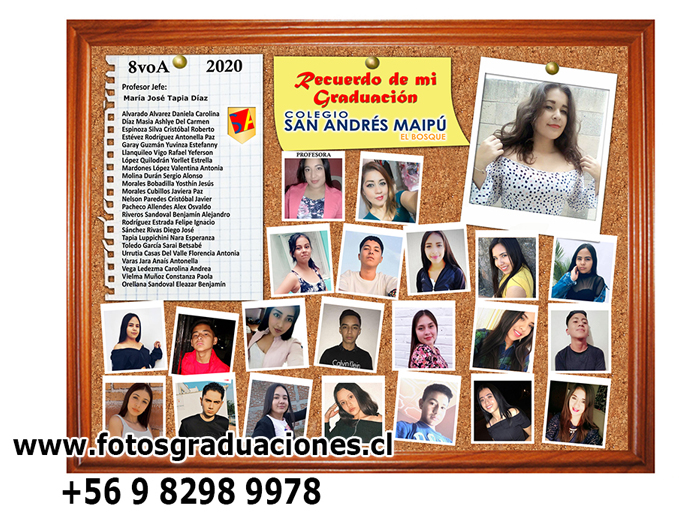 8voA 2020
Profesor Jefe:
María José Tapia Díaz
Alvarado Alvarez Daniela Carolina
Díaz Masia Ashlye Del Carmen
Espinoza Silva Cristóbal Roberto
Estévez Rodríguez Antonella Paz
Garay Guzmán Yuvinza Estefanny
Llanquileo Vigo Rafael Yeferson
López Quilodrán Yorllet Estrella
Mardones López Valentina Antonia
Molina Durán Sergio Alonso
Morales Bobadilla Yosthin Jesús
Morales Cubillos Javiera Paz
Nelson Paredes Cristóbal Javier
Pacheco Allendes Alex Osvaldo
Riveros Sandoval Benjamín Alejandro
Rodríguez Estrada Felipe Ignacio
Sánchez Rivas Diego José
Tapia Luppichini Nara Esperanza
Toledo García Sarai Betsabé
Urrutia Casas Del Valle Florencia Antonia
Varas Jara Anaís Antonella
Vega Ledezma Carolina Andrea
Vielma Muñoz Constanza Paola
Orellana Sandoval Eleazar Benjamín
Recuerdo de mi
Graduación
COLEGIO
SAN ANDRÉS MAIPÚ
EL BOSQUE
PROFESORA
Calvin Klein
www.fotosgraduaciones.cl
+56 9 8298 9978